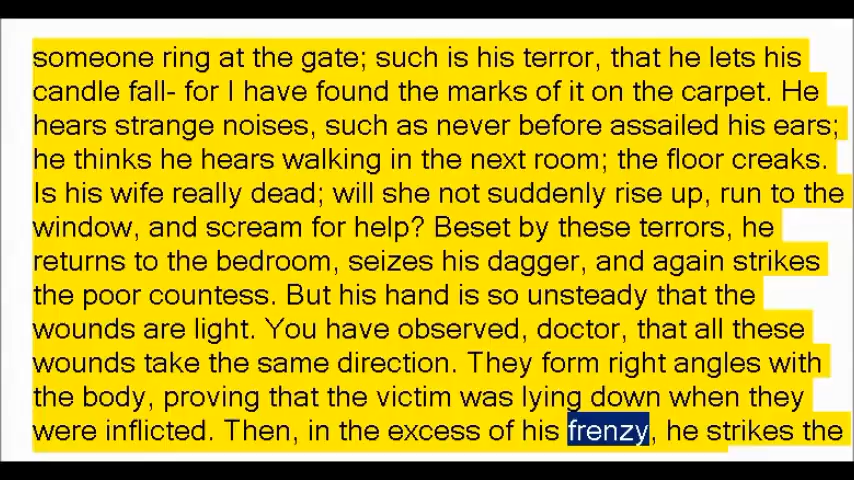 someone ring at the gate; such is his terror, that he lets his
candle fall- for I have found the marks of it on the carpet. He
hears strange noises, such as never before assailed his ears;
he thinks he hears walking in the next room; the floor creaks.
Is his wife really dead; will she not suddenly rise up, run to the
window, and scream for help? Beset by these terrors, he
returns to the bedroom, seizes his dagger, and again strikes
the poor countess. But his hand is so unsteady that the
wounds are light. You have observed, doctor, that all these
wounds take the same direction. They form right angles with
the body, proving that the victim was lying down when they
were inflicted. Then, in the excess of his frenzy, he strikes the